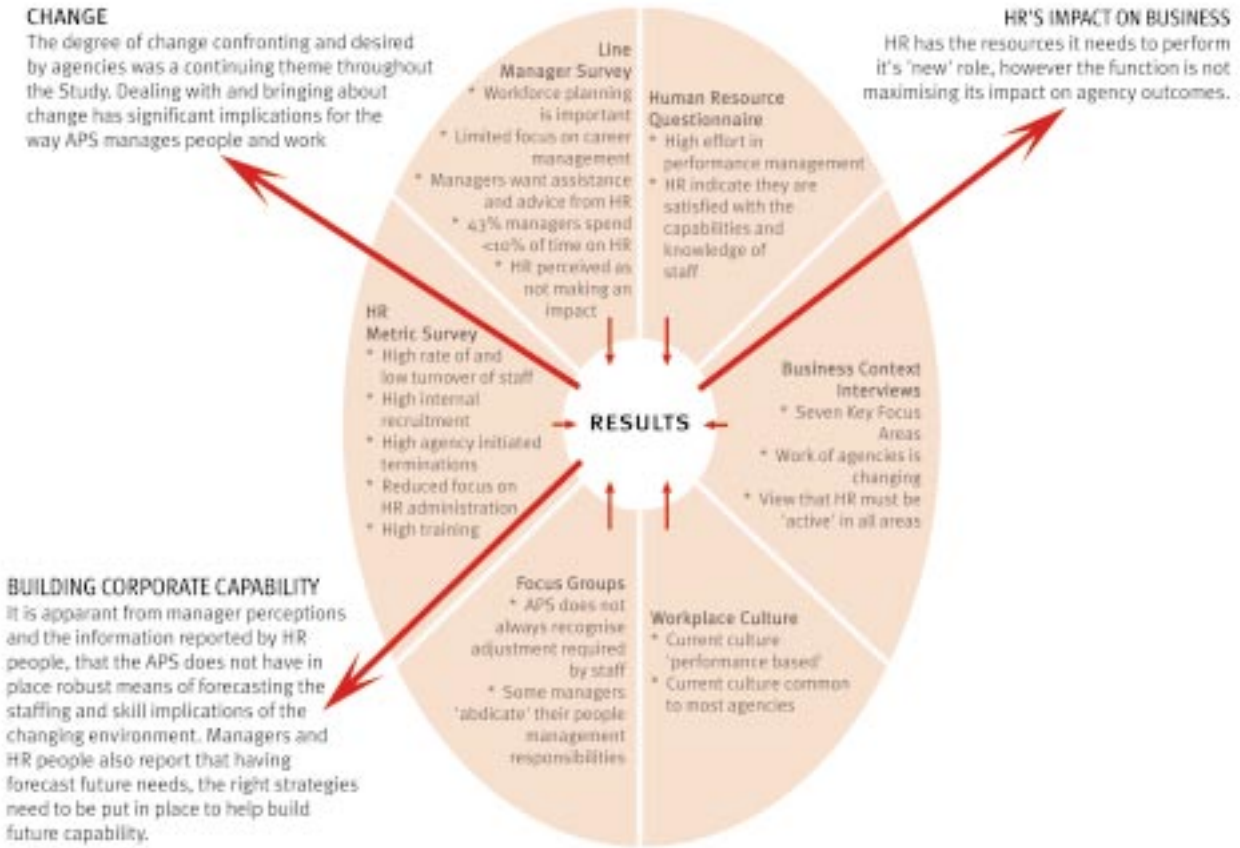 CHANGE
The degree of change confronting and desired
by agencies was a continuing theme throughout
the Study. Dealing with and bringing about
change has significant implications for the
way APS manages people and work
HR'S IMPACT ON BUSINESS
HR has the resources it needs to perform
it's 'new' role, however the function is not
maximising its impact on agency outcomes.
Line
Manager Survey
* Workforce planning
is important
* Limited focus on career
management
* Managers want assistance
and advice from HR
* 43% managers spend
<10% of time on HR
* HR perceived as
not making an
impact
Human Resource
Questionnaire
* High effort in
performance management
* HR indicate they are
satisfied with the
capabilities and
knowledge of
staff
HR
Metric Survey
* High rate of and
low turnover of staff
* High internal
recruitment
* High agency initiated
terminations
* Reduced focus on
HR administration
* High training
RESULTS
Business Context
Interviews
* Seven Key Focus
Areas
* Work of agencies is
changing
* View that HR must be
'active' in all areas
Focus Groups
* APS does not
always recognise
adjustment required
by staff
* Some managers
'abdicate' their people
management
responsibilities
Workplace Culture
* Current culture
'performance based'
* Current culture common
to most agencies
BUILDING CORPORATE CAPABILITY
It is apparant from manager perceptions
and the information reported by HR
people, that the APS does not have in
place robust means of forecasting the
staffing and skill implications of the
changing environment. Managers and
HR people also report that having
forecast future needs, the right strategies
need to be put in place to help build
future capability.